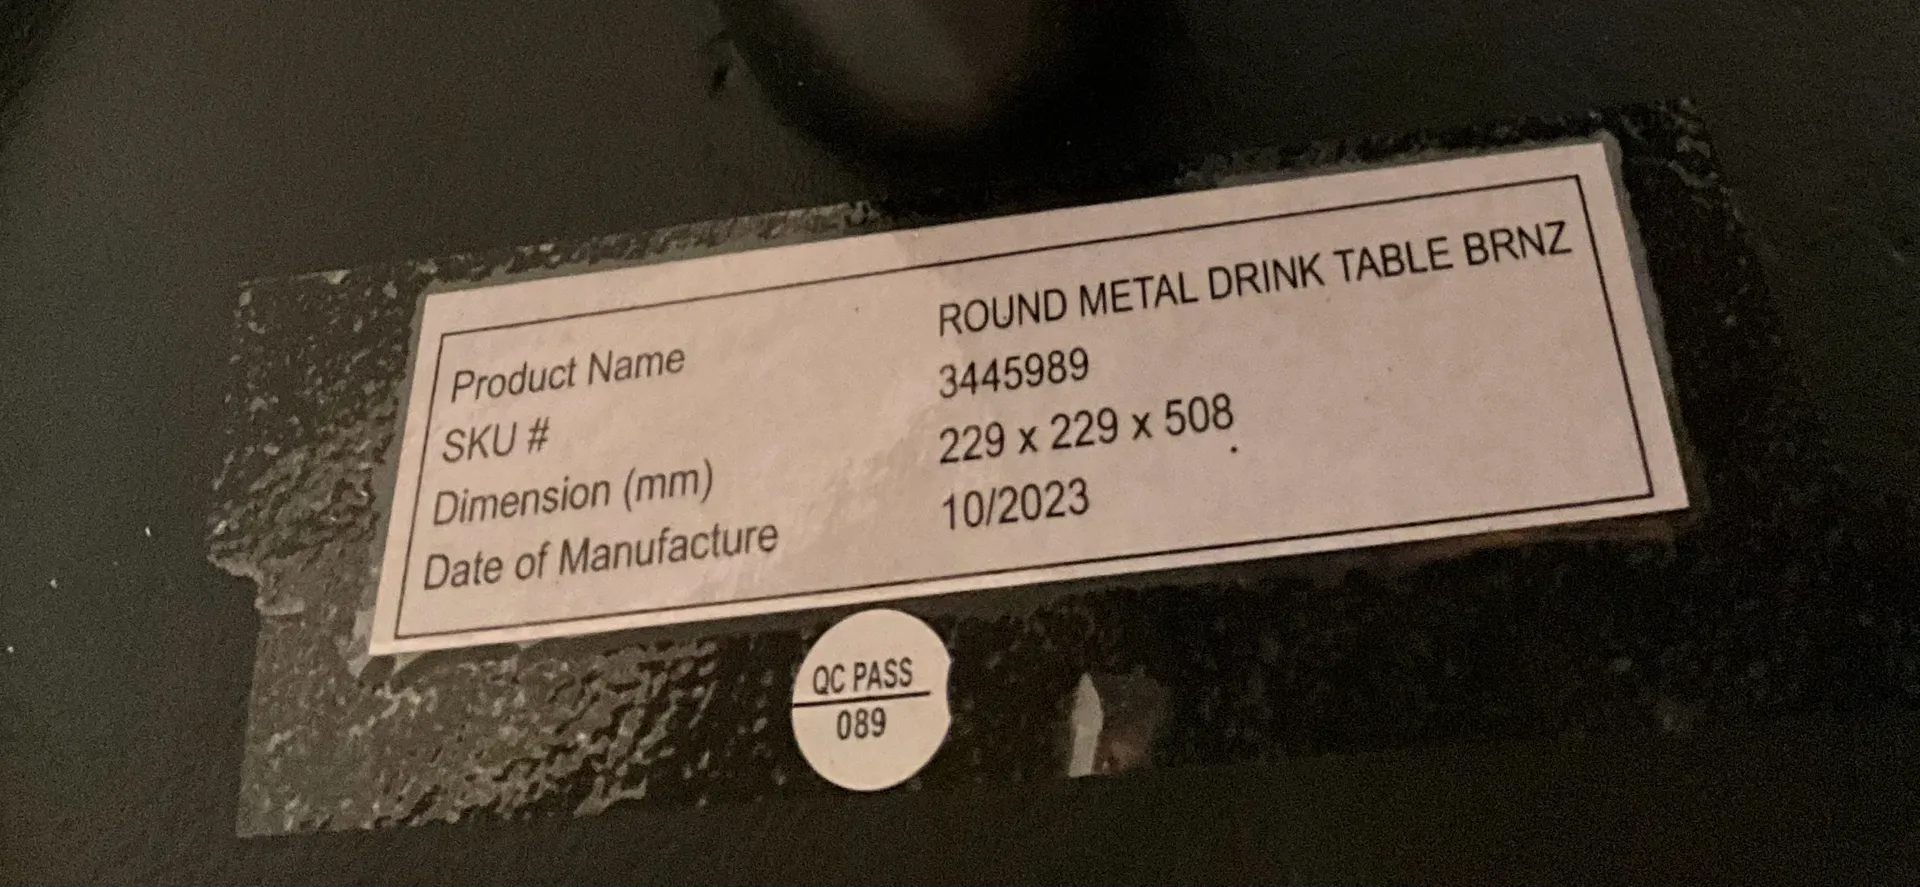 Product Name ROUND METAL DRINK TABLE BRNZ
SKU # 3445989
Dimension (mm) 229 x 229 x 508
Date of Manufacture 10/2023
QC PASS
089